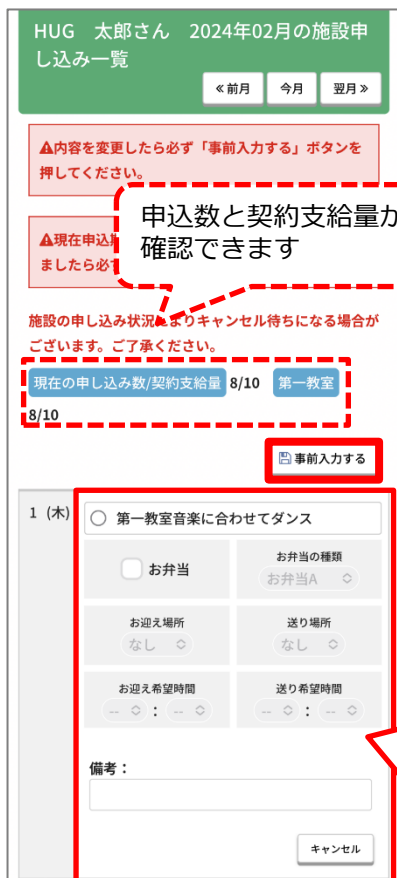 HUG 太郎さん 2024年02月の施設申
し込み一覧
≪前月 今月 翌月≫
▲内容を変更したら必ず「事前入力する」ボタンを
押してください。
申込数と契約支給量が
確認できます
▲現在申込
ましたら必ず
施設の申し込み状況によりキャンセル待ちになる場合が
ございます。ご了承ください。
現在の申し込み数/契約支給量 8/10 第一教室
8/10
事前入力する
1 (木)
第一教室音楽に合わせてダンス
お弁当
お弁当の種類
お弁当A
お迎え場所 送り場所
なし なし
お迎え希望時間 送り希望時間
-- : -- -- : --
備考：
キャンセル